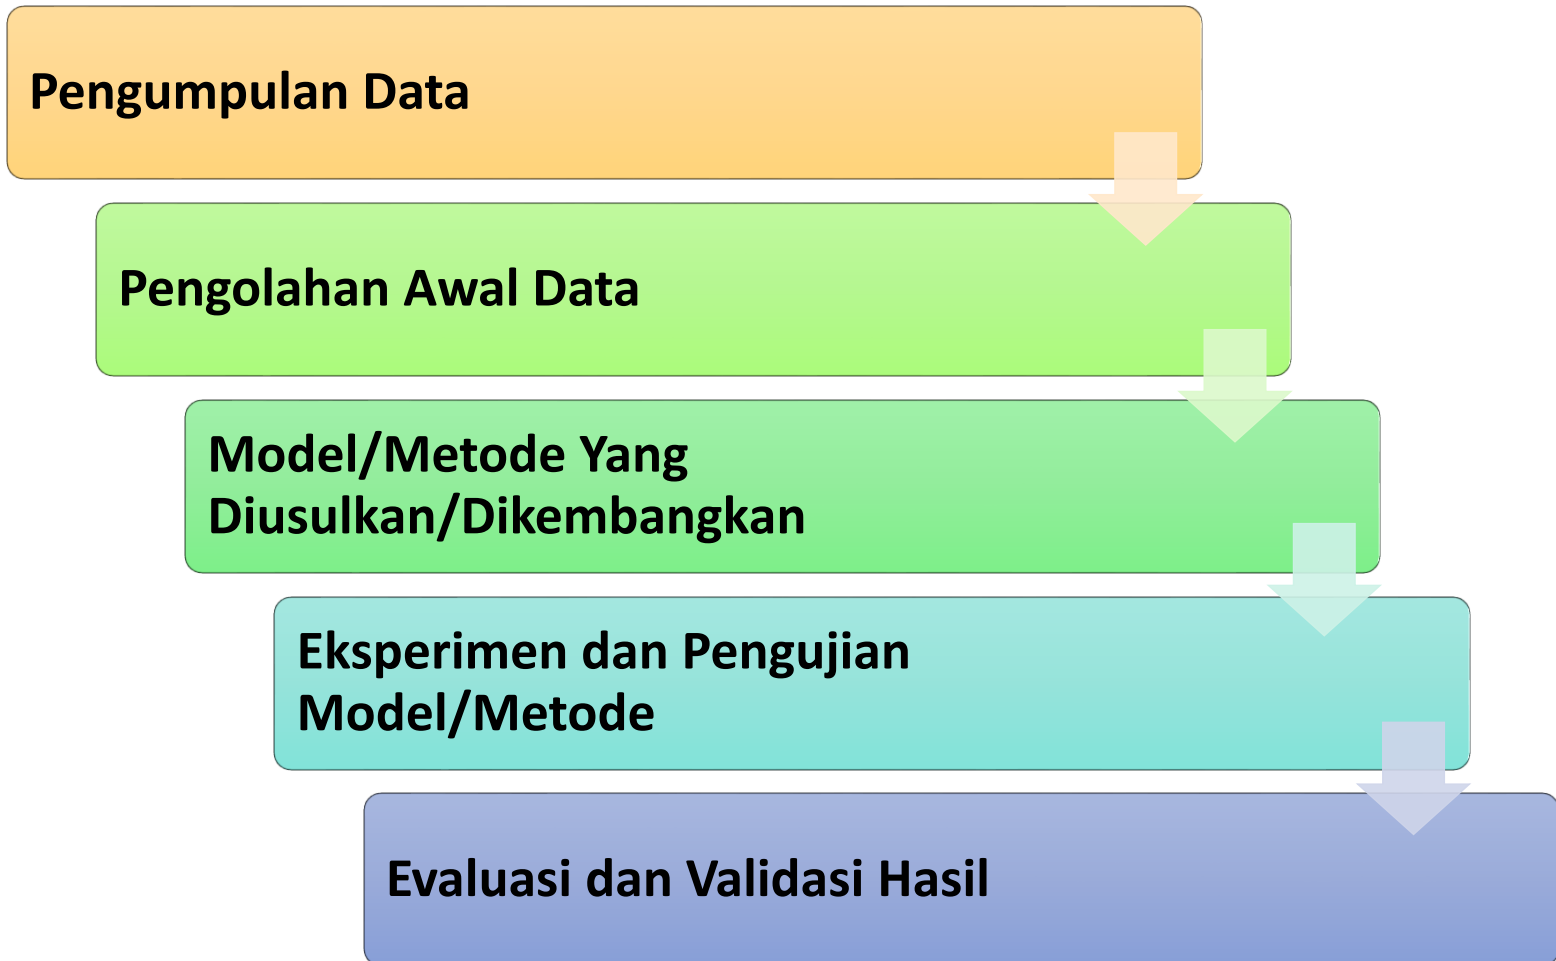 Pengumpulan Data
Pengolahan Awal Data
Model/Metode Yang
Diusulkan/Dikembangkan
Eksperimen dan Pengujian
Model/Metode
Evaluasi dan Validasi Hasil